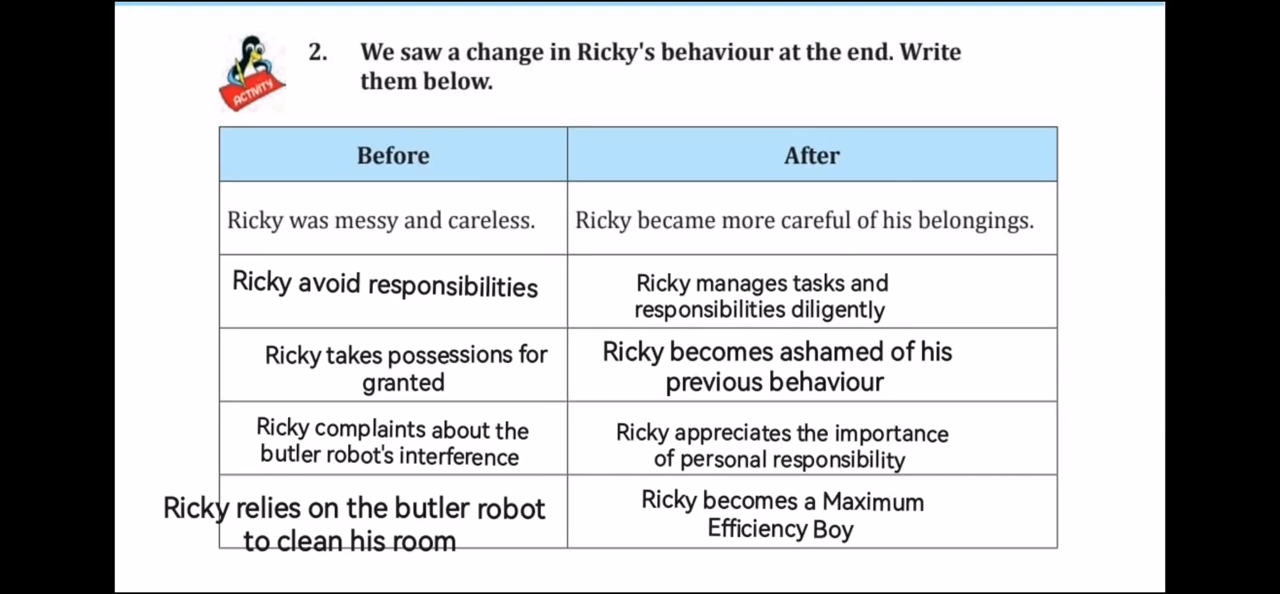 2. We saw a change in Ricky's behaviour at the end. Write
them below.
ACTIVITY
Before After
Ricky was messy and careless. Ricky became more careful of his belongings.
Ricky avoid responsibilities
Ricky manages tasks and
responsibilities diligently
Ricky takes possessions for
granted
Ricky becomes ashamed of his
previous behaviour
Ricky complaints about the
butler robot's interference
Ricky appreciates the importance
of personal responsibility
Ricky relies on the butler robot
to clean his room
Ricky becomes a Maximum
Efficiency Boy